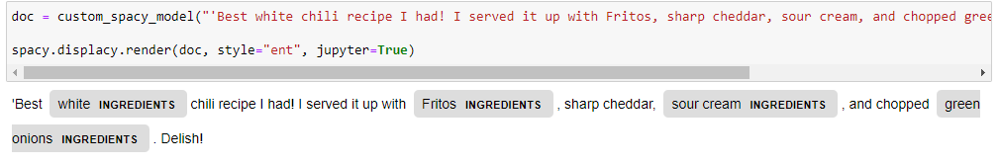 doc = custom_spacy_model("'Best white chili recipe I had! I served it up with Fritos, sharp cheddar, sour cream, and chopped gree
spacy.displacy.render(doc, style="ent", jupyter=True)
'Best white INGREDIENTS chili recipe I had! I served it up with Fritos INGREDIENTS , sharp cheddar, sour cream INGREDIENTS , and chopped green
onions INGREDIENTS . Delish!